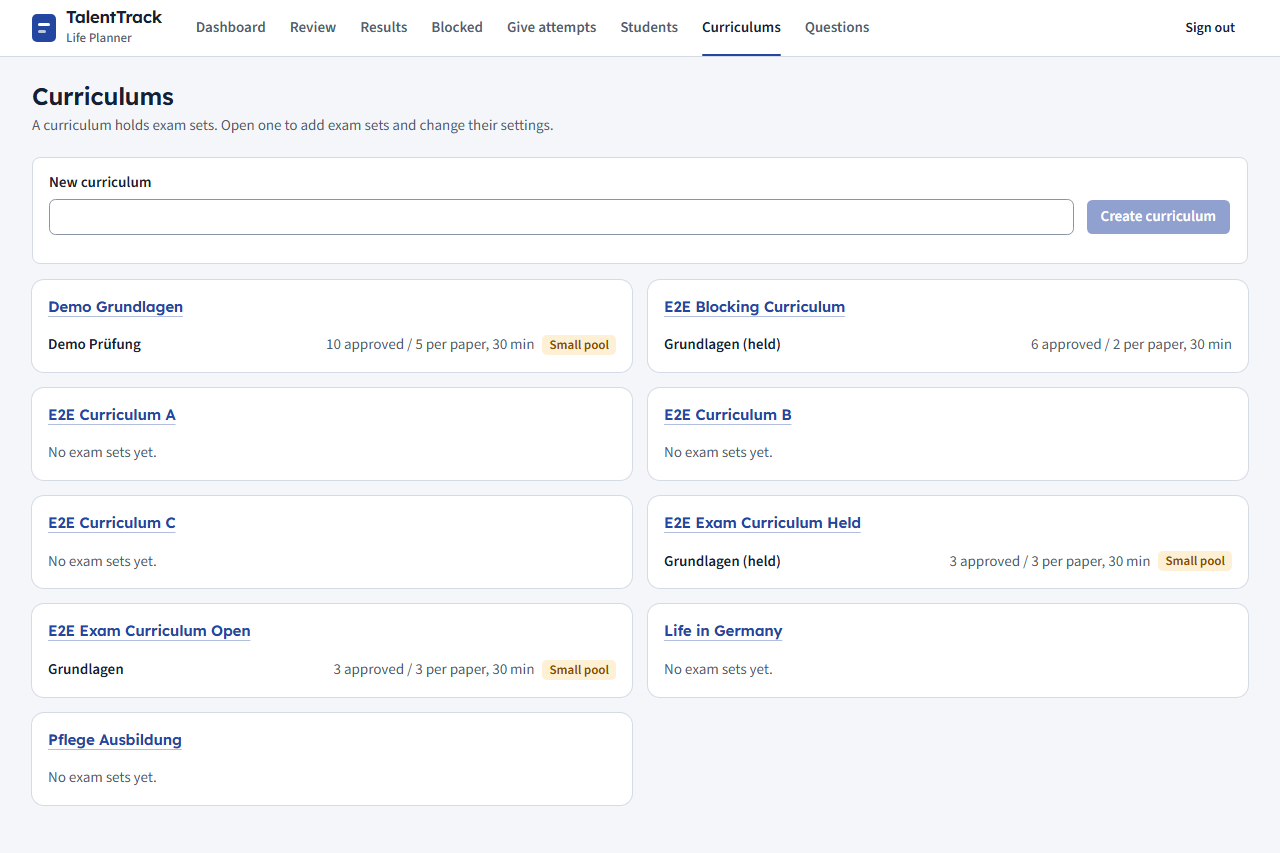 TalentTrack
Life Planner
Dashboard Review Results Blocked Give attempts Students Curriculums Questions Sign out
Curriculums
A curriculum holds exam sets. Open one to add exam sets and change their settings.
New curriculum
Create curriculum
Demo Grundlagen
Demo Prüfung 10 approved / 5 per paper, 30 min Small pool
E2E Blocking Curriculum
Grundlagen (held) 6 approved / 2 per paper, 30 min
E2E Curriculum A
No exam sets yet.
E2E Curriculum B
No exam sets yet.
E2E Curriculum C
No exam sets yet.
E2E Exam Curriculum Held
Grundlagen (held) 3 approved / 3 per paper, 30 min Small pool
E2E Exam Curriculum Open
Grundlagen 3 approved / 3 per paper, 30 min Small pool
Life in Germany
No exam sets yet.
Pflege Ausbildung
No exam sets yet.